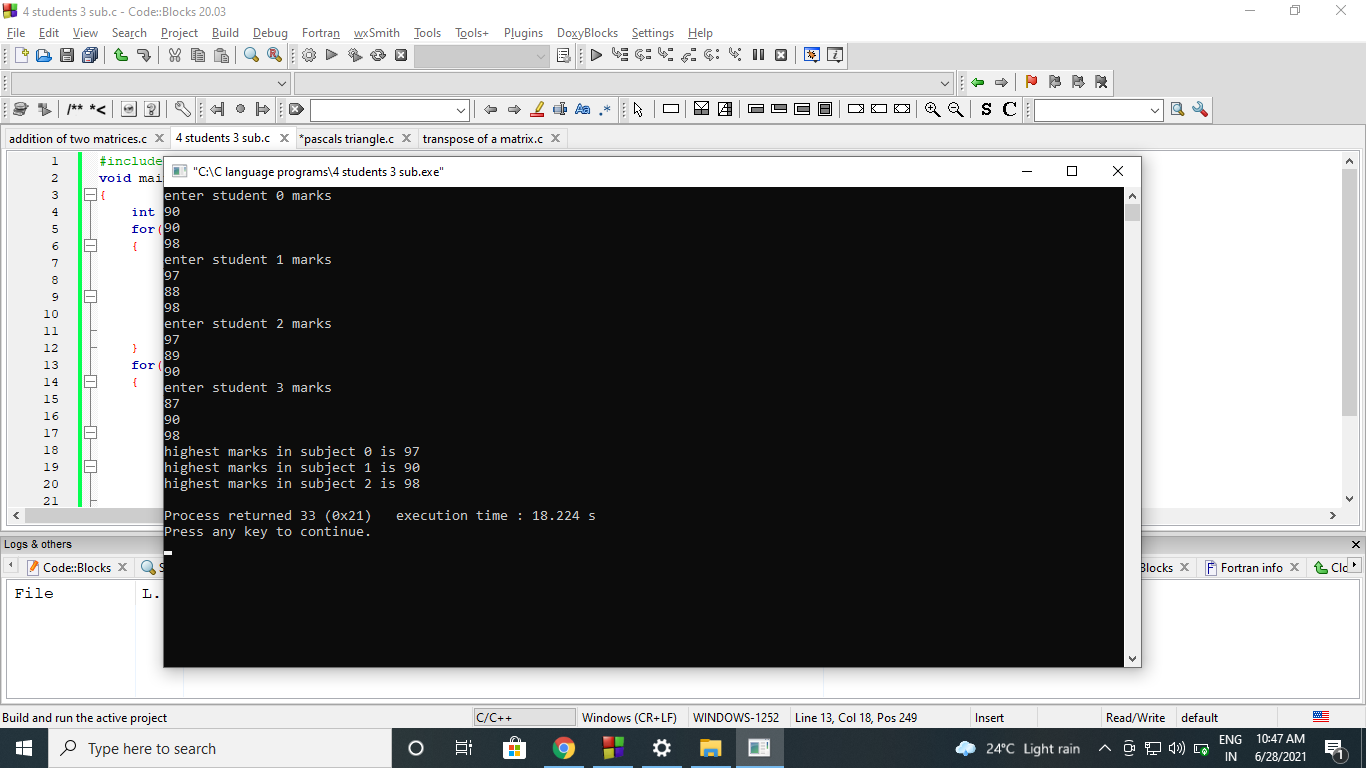 4 students 3 sub.c - Code::Blocks 20.03
File Edit View Search Project Build Debug Fortran wxSmith Tools Tools+ Plugins DoxyBlocks Settings Help
/** *<
Aa .*
S C
addition of two matrices.c
4 students 3 sub.c
*pascals triangle.c
transpose of a matrix.c
1 #include
2 void mai
3 {
4 int
5 for(
6 {
7
8
9
10
11
12 }
13 for(
14 {
15
16
17
18
19
20
21
"C:\C language programs\4 students 3 sub.exe"
enter student 0 marks
90
90
98
enter student 1 marks
97
88
98
enter student 2 marks
97
89
90
enter student 3 marks
87
90
98
highest marks in subject 0 is 97
highest marks in subject 1 is 90
highest marks in subject 2 is 98
Process returned 33 (0x21) execution time : 18.224 s
Press any key to continue.
Logs & others
Code::Blocks
Blocks
Fortran info
File L.
Build and run the active project C/C++ Windows (CR+LF) WINDOWS-1252 Line 13, Col 18, Pos 249 Insert Read/Write default
Type here to search
24°C Light rain
ENG
IN
10:47 AM
6/28/2021
1